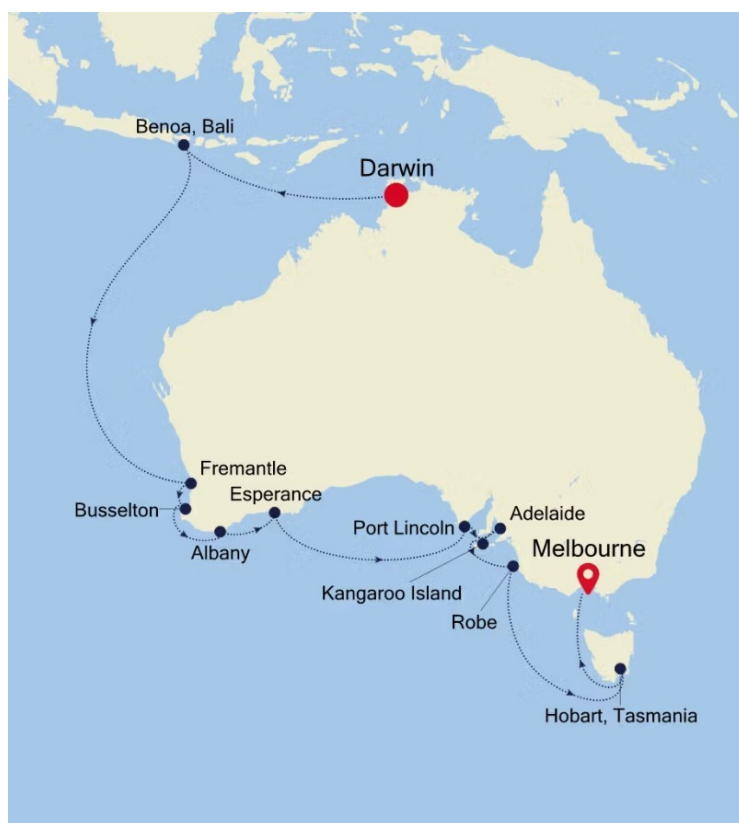 Benoa, Bali
Darwin
Fremantle
Esperance
Busselton
Albany
Port Lincoln
Adelaide
Melbourne
Kangaroo Island
Robe
Hobart, Tasmania